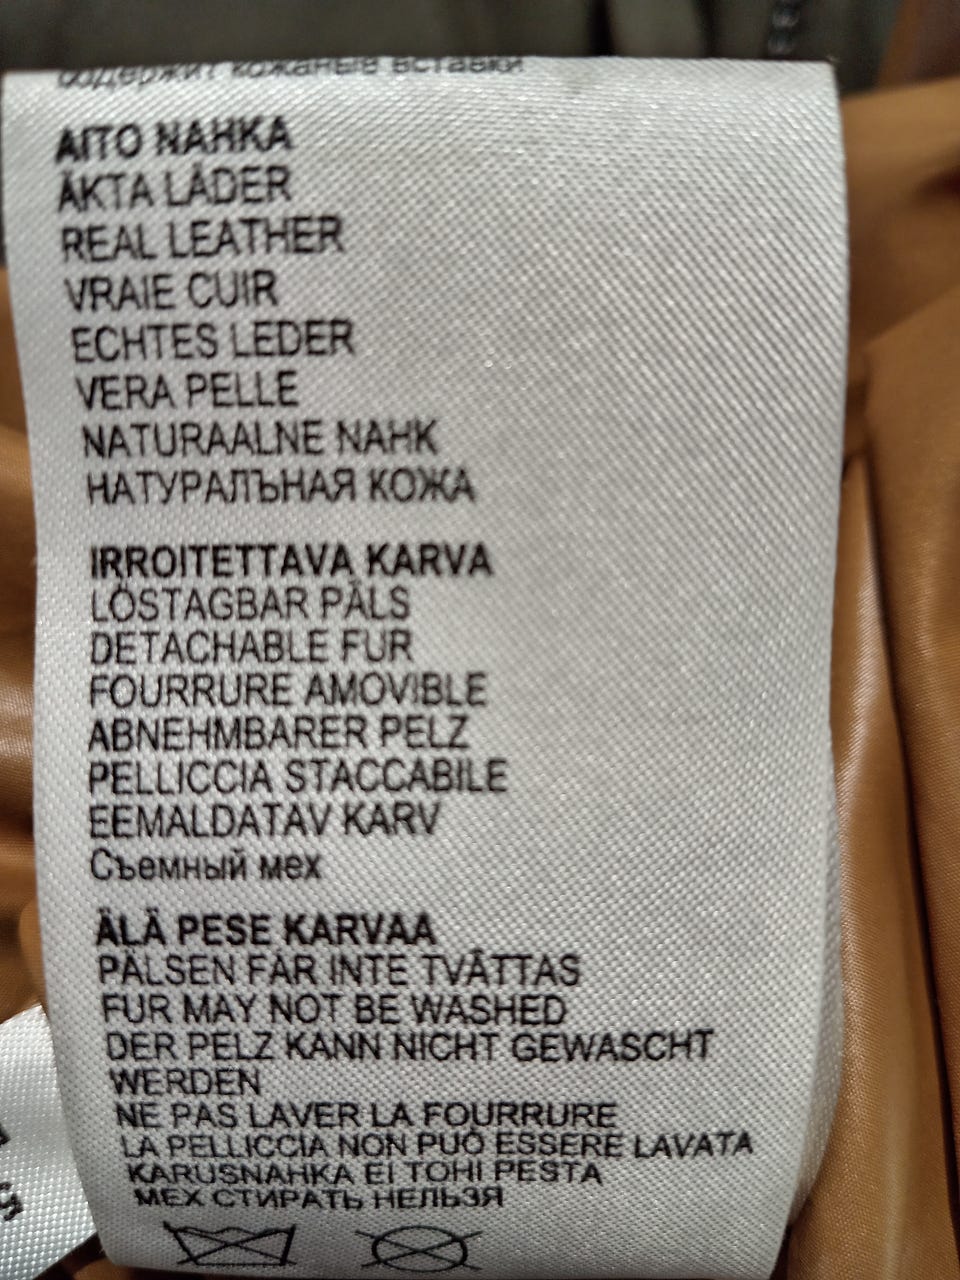 содержит кожаные вставки
AITO NAHKA
ÄKTA LÄDER
REAL LEATHER
VRAIE CUIR
ECHTES LEDER
VERA PELLE
NATURAALNE NAHK
НАТУРАЛЪНАЯ КОЖА
IRROITETTAVA KARVA
LÖSTAGBAR PÄLS
DETACHABLE FUR
FOURRURE AMOVIBLE
ABNEHMBARER PELZ
PELLICCIA STACCABILE
EEMALDATAV KARV
Съемный мех
ÄLÄ PESE KARVAA
PÄLSEN FÅR INTE TVÄTTAS
FUR MAY NOT BE WASHED
DER PELZ KANN NICHT GEWASCHT
WERDEN
NE PAS LAVER LA FOURRURE
LA PELLICCIA NON PUÒ ESSERE LAVATA
KARUSNAHKA EI TOHI PESTA
МЕХ СТИРАТЬ НЕЛЬЗЯ